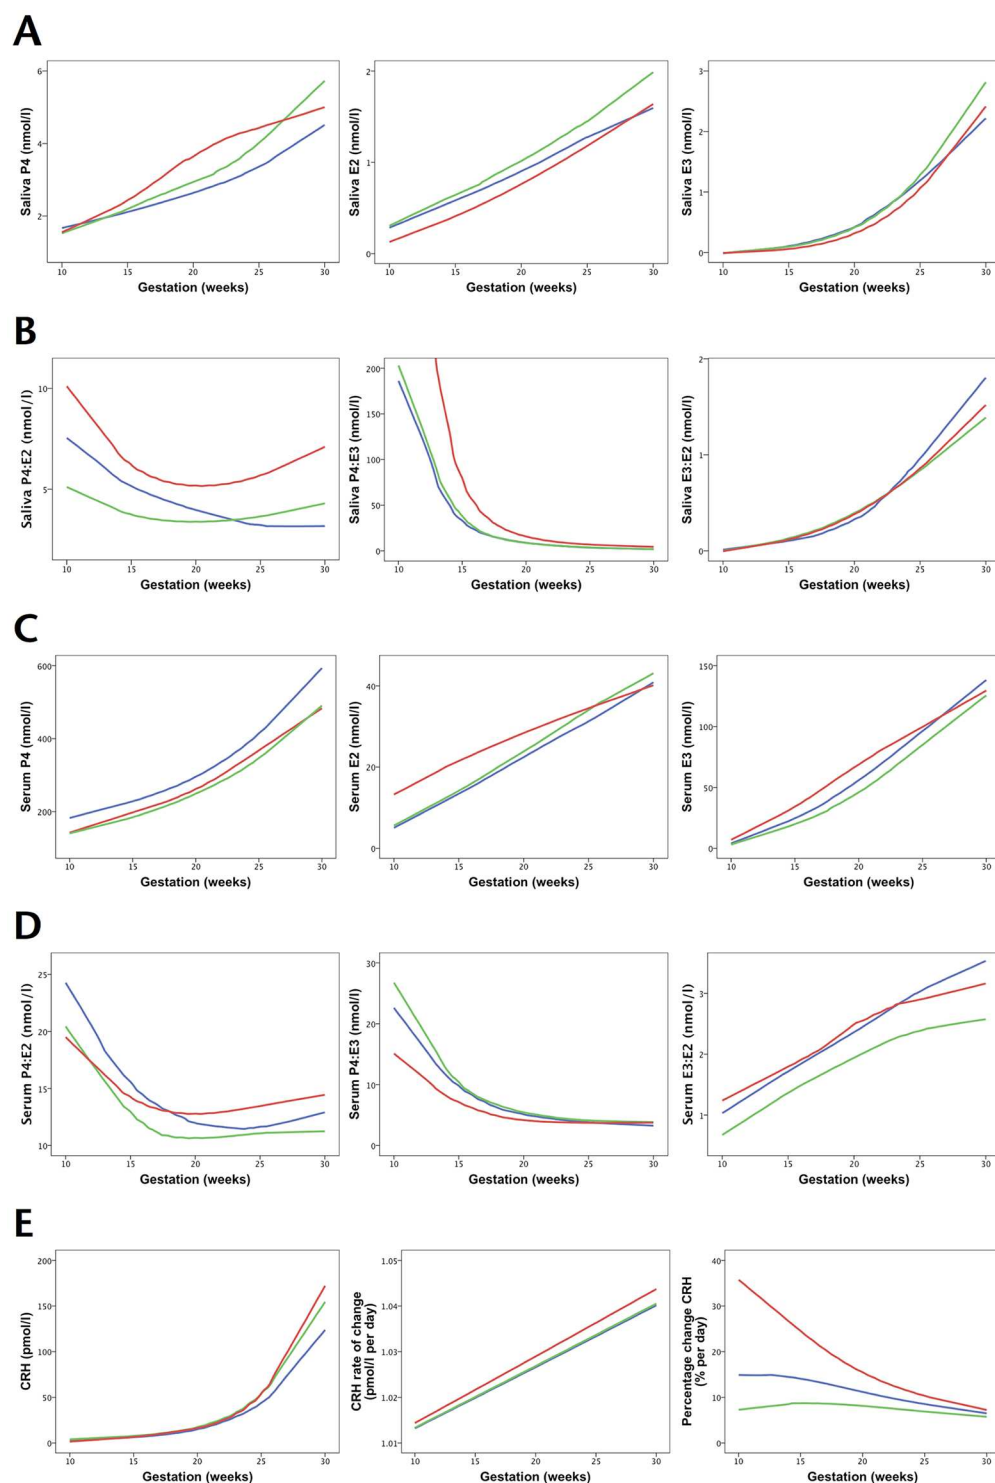 A
Saliva P4 (nmol/l)
6
4
2
10 15 20 25 30
Gestation (weeks)
Saliva E2 (nmol/l)
2
1
0
10 15 20 25 30
Gestation (weeks)
Saliva E3 (nmol/l)
3
2
1
0
10 15 20 25 30
Gestation (weeks)
B
Saliva P4:E2 (nmol/l)
10
5
10 15 20 25 30
Gestation (weeks)
Saliva P4:E3 (nmol/l)
200
150
100
50
0
10 15 20 25 30
Gestation (weeks)
Saliva E3:E2 (nmol/l)
2
1
0
10 15 20 25 30
Gestation (weeks)
C
Serum P4 (nmol/l)
600
400
200
10 15 20 25 30
Gestation (weeks)
Serum E2 (nmol/l)
40
20
0
10 15 20 25 30
Gestation (weeks)
Serum E3 (nmol/l)
150
100
50
0
10 15 20 25 30
Gestation (weeks)
D
Serum P4:E2 (nmol/l)
25
20
15
10
10 15 20 25 30
Gestation (weeks)
Serum P4:E3 (nmol/l)
30
20
10
0
10 15 20 25 30
Gestation (weeks)
Serum E3:E2 (nmol/l)
3
2
1
10 15 20 25 30
Gestation (weeks)
E
CRH (pmol/l)
200
150
100
50
0
10 15 20 25 30
Gestation (weeks)
CRH rate of change
(pmol/l per day)
1.05
1.04
1.03
1.02
1.01
10 15 20 25 30
Gestation (weeks)
Percentage change CRH
(% per day)
40
30
20
10
0
10 15 20 25 30
Gestation (weeks)